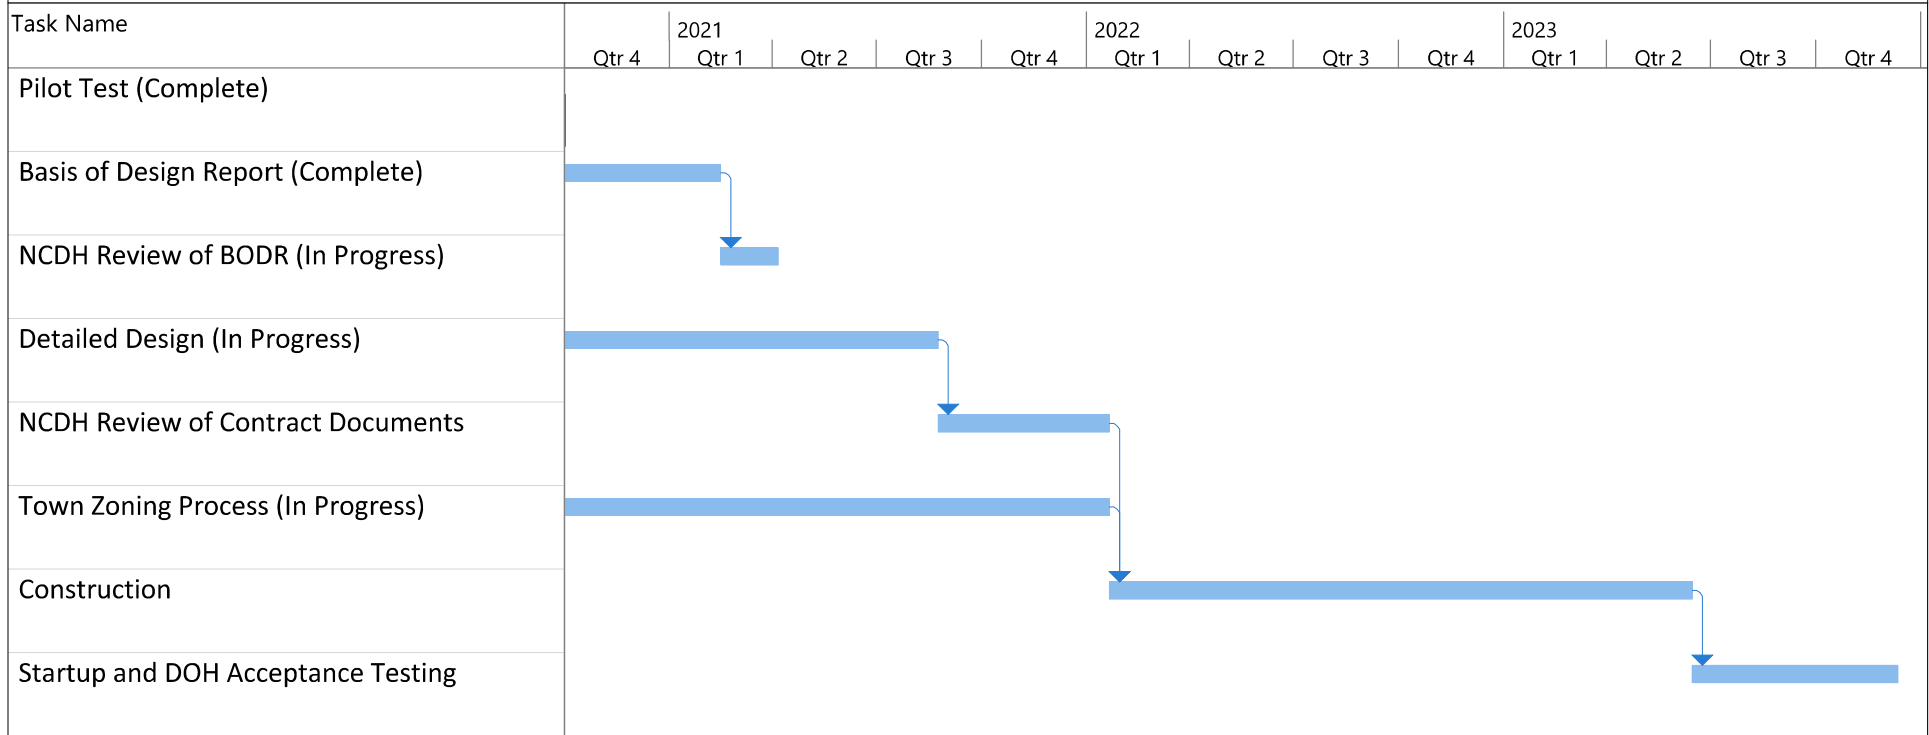 Task Name
2021 2022 2023
Qtr 4 Qtr 1 Qtr 2 Qtr 3 Qtr 4 Qtr 1 Qtr 2 Qtr 3 Qtr 4 Qtr 1 Qtr 2 Qtr 3 Qtr 4
Pilot Test (Complete)
Basis of Design Report (Complete)
NCDH Review of BODR (In Progress)
Detailed Design (In Progress)
NCDH Review of Contract Documents
Town Zoning Process (In Progress)
Construction
Startup and DOH Acceptance Testing